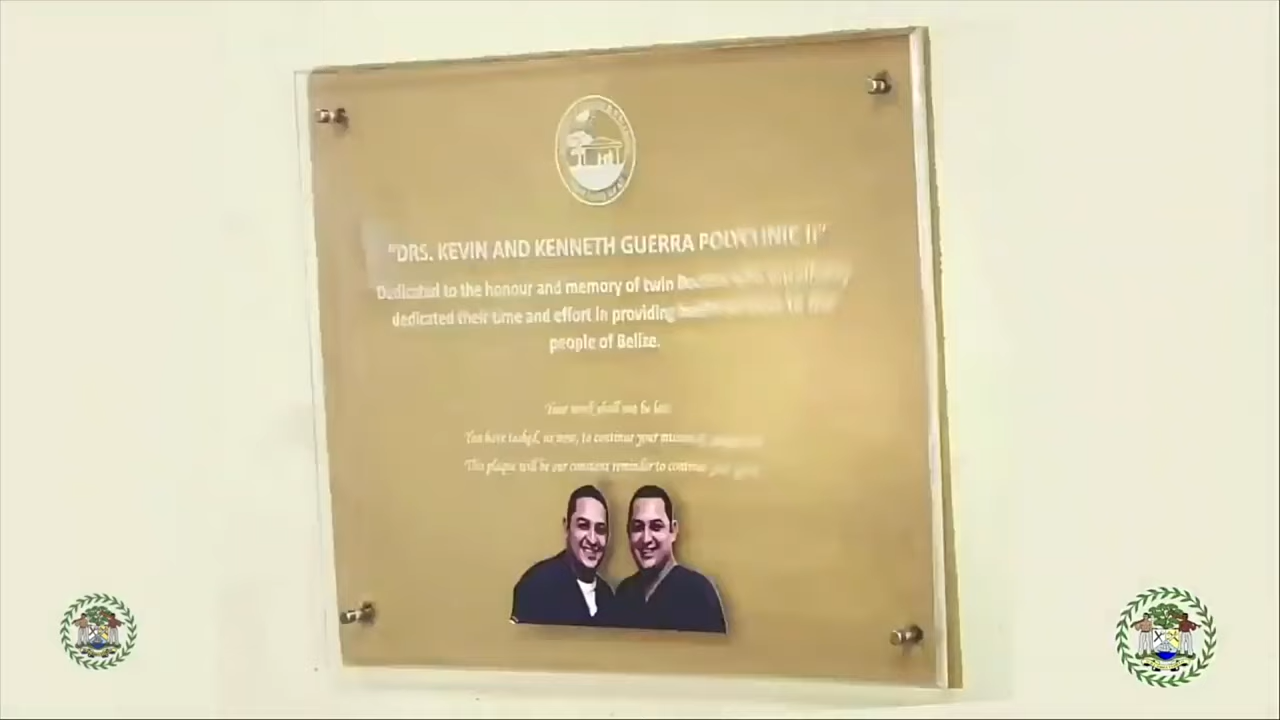 "DRS. KEVIN AND KENNETH GUERRA POLYCLINIC II"
Dedicated to the honour and memory of twin
dedicated their time and effort in providing
people of Belize.
Your work shall not be lost
You have tasked, us now, to continue your
This plaque will be our constant reminder to continue